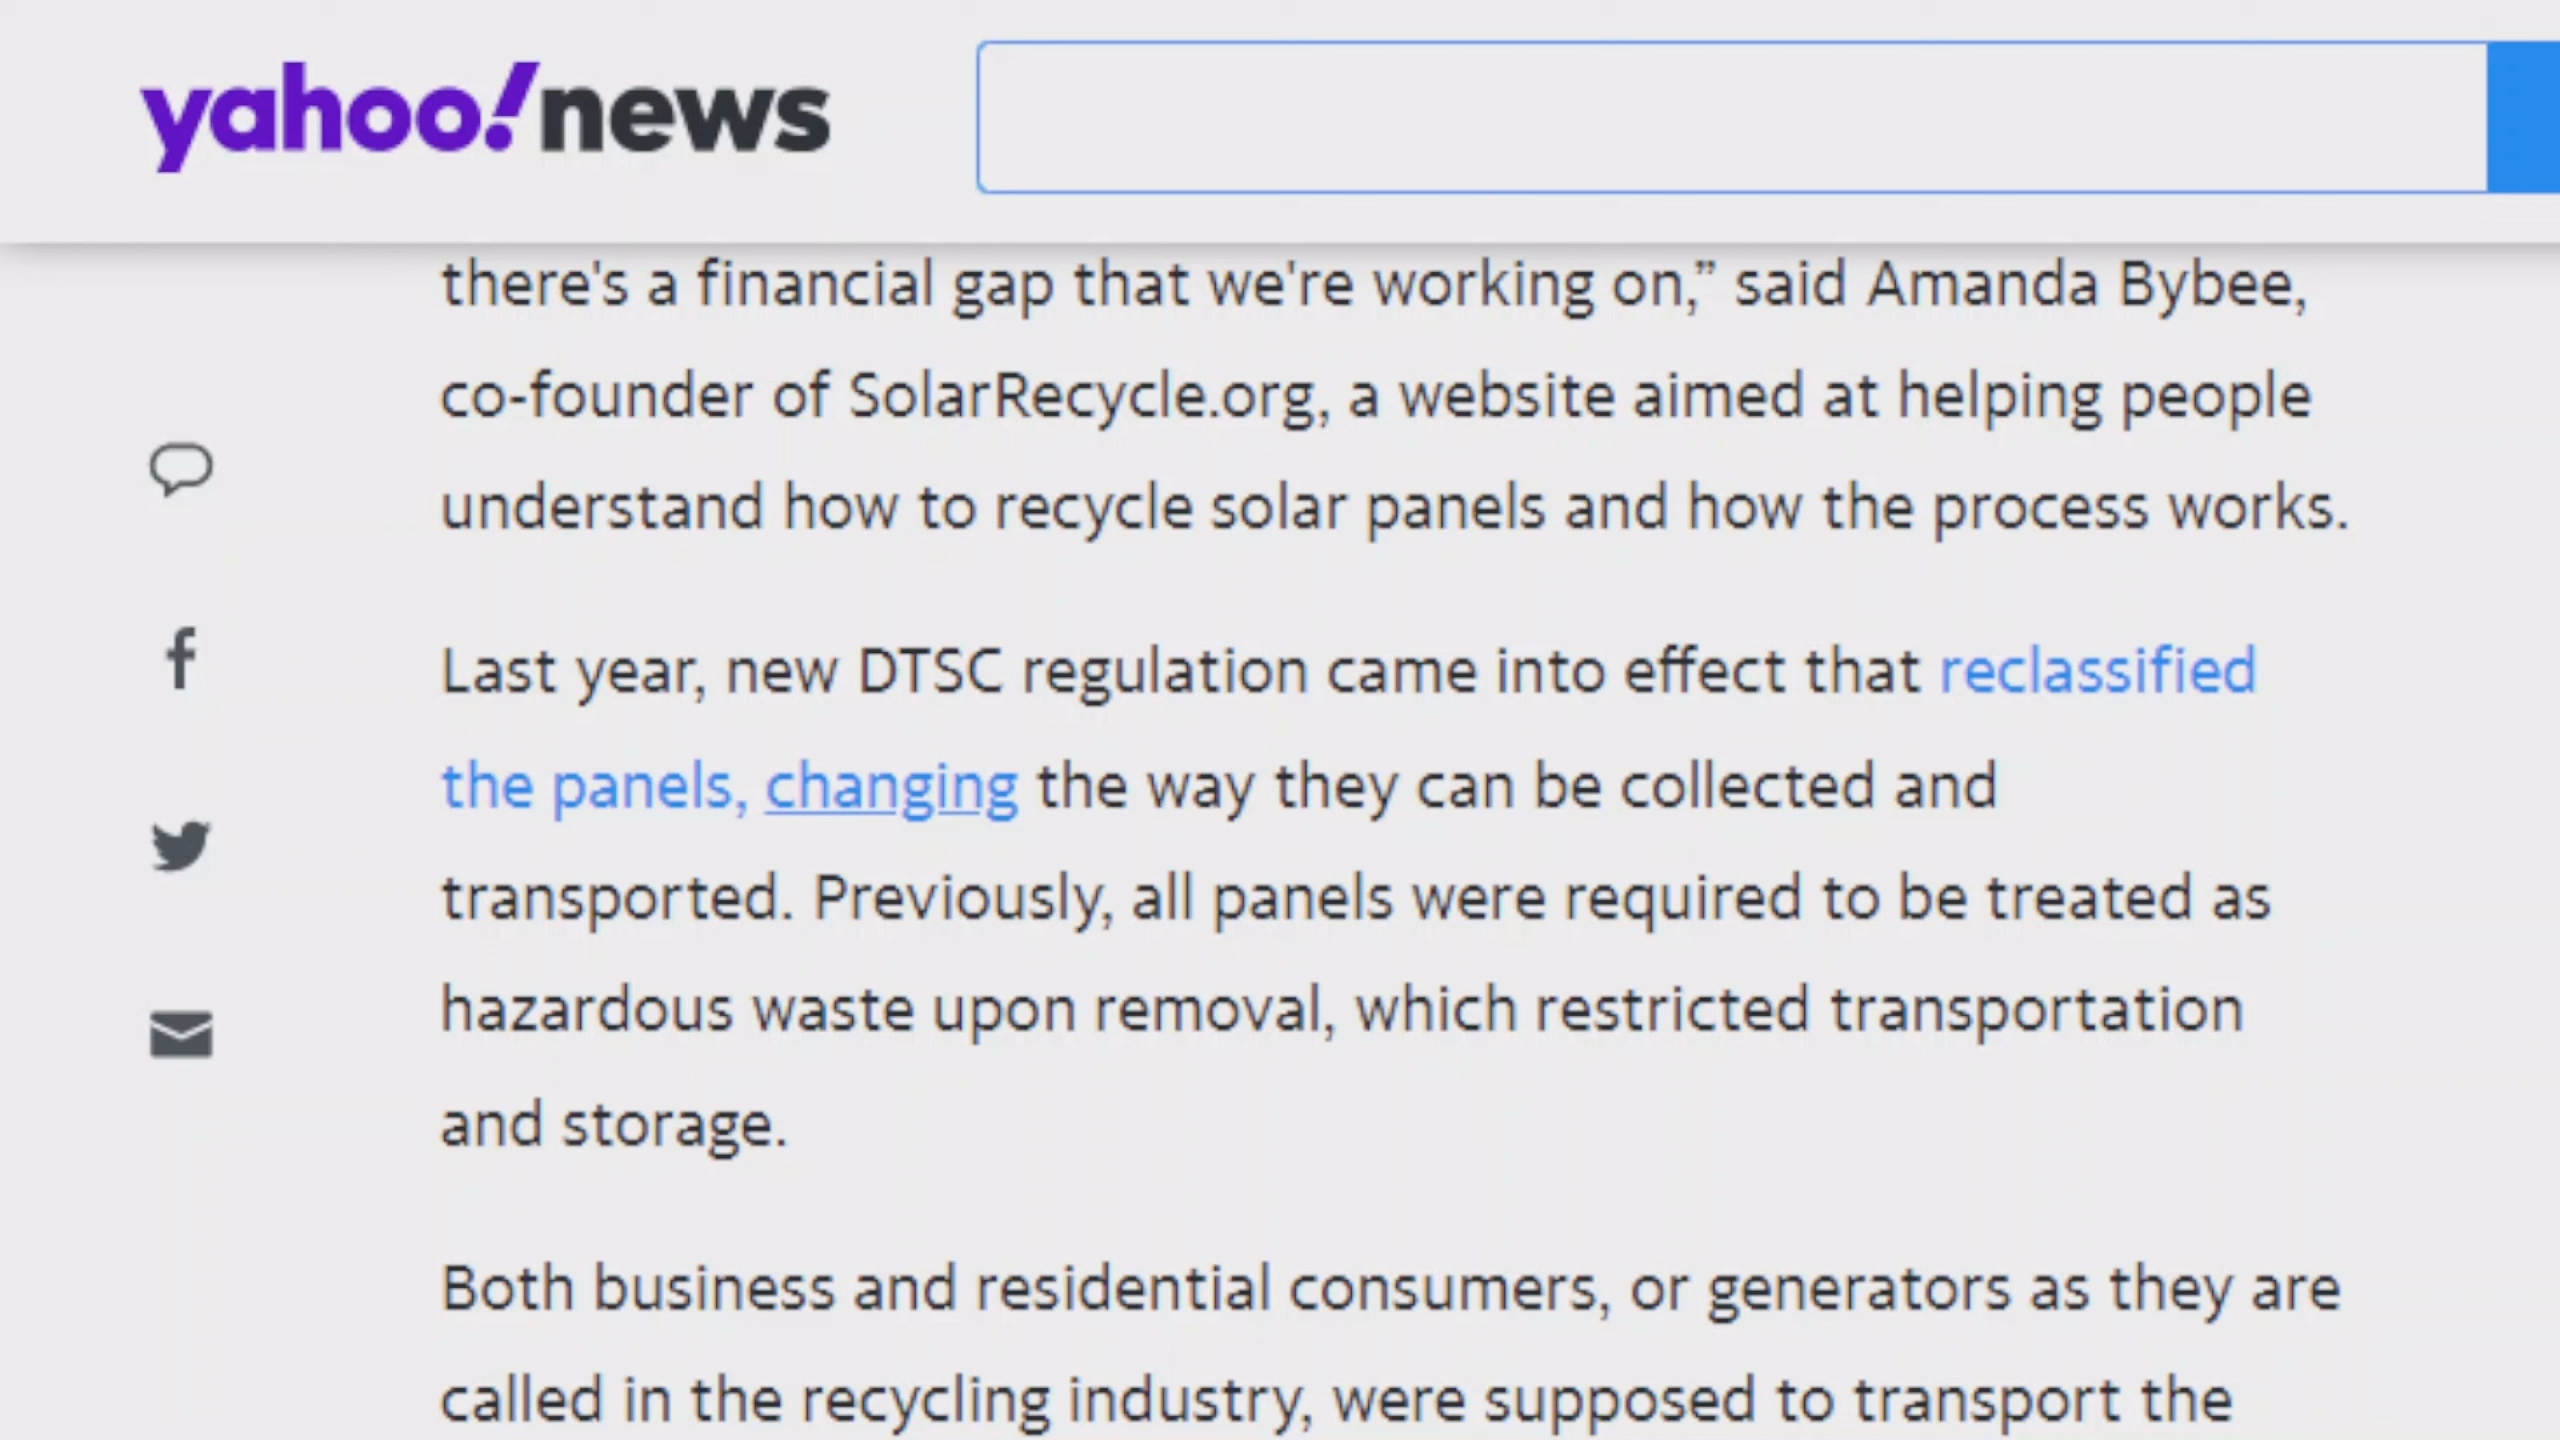 yahoo!news
there's a financial gap that we're working on,” said Amanda Bybee,
co-founder of SolarRecycle.org, a website aimed at helping people
understand how to recycle solar panels and how the process works.
Last year, new DTSC regulation came into effect that reclassified
the panels, changing the way they can be collected and
transported. Previously, all panels were required to be treated as
hazardous waste upon removal, which restricted transportation
and storage.
Both business and residential consumers, or generators as they are
called in the recycling industry, were supposed to transport the